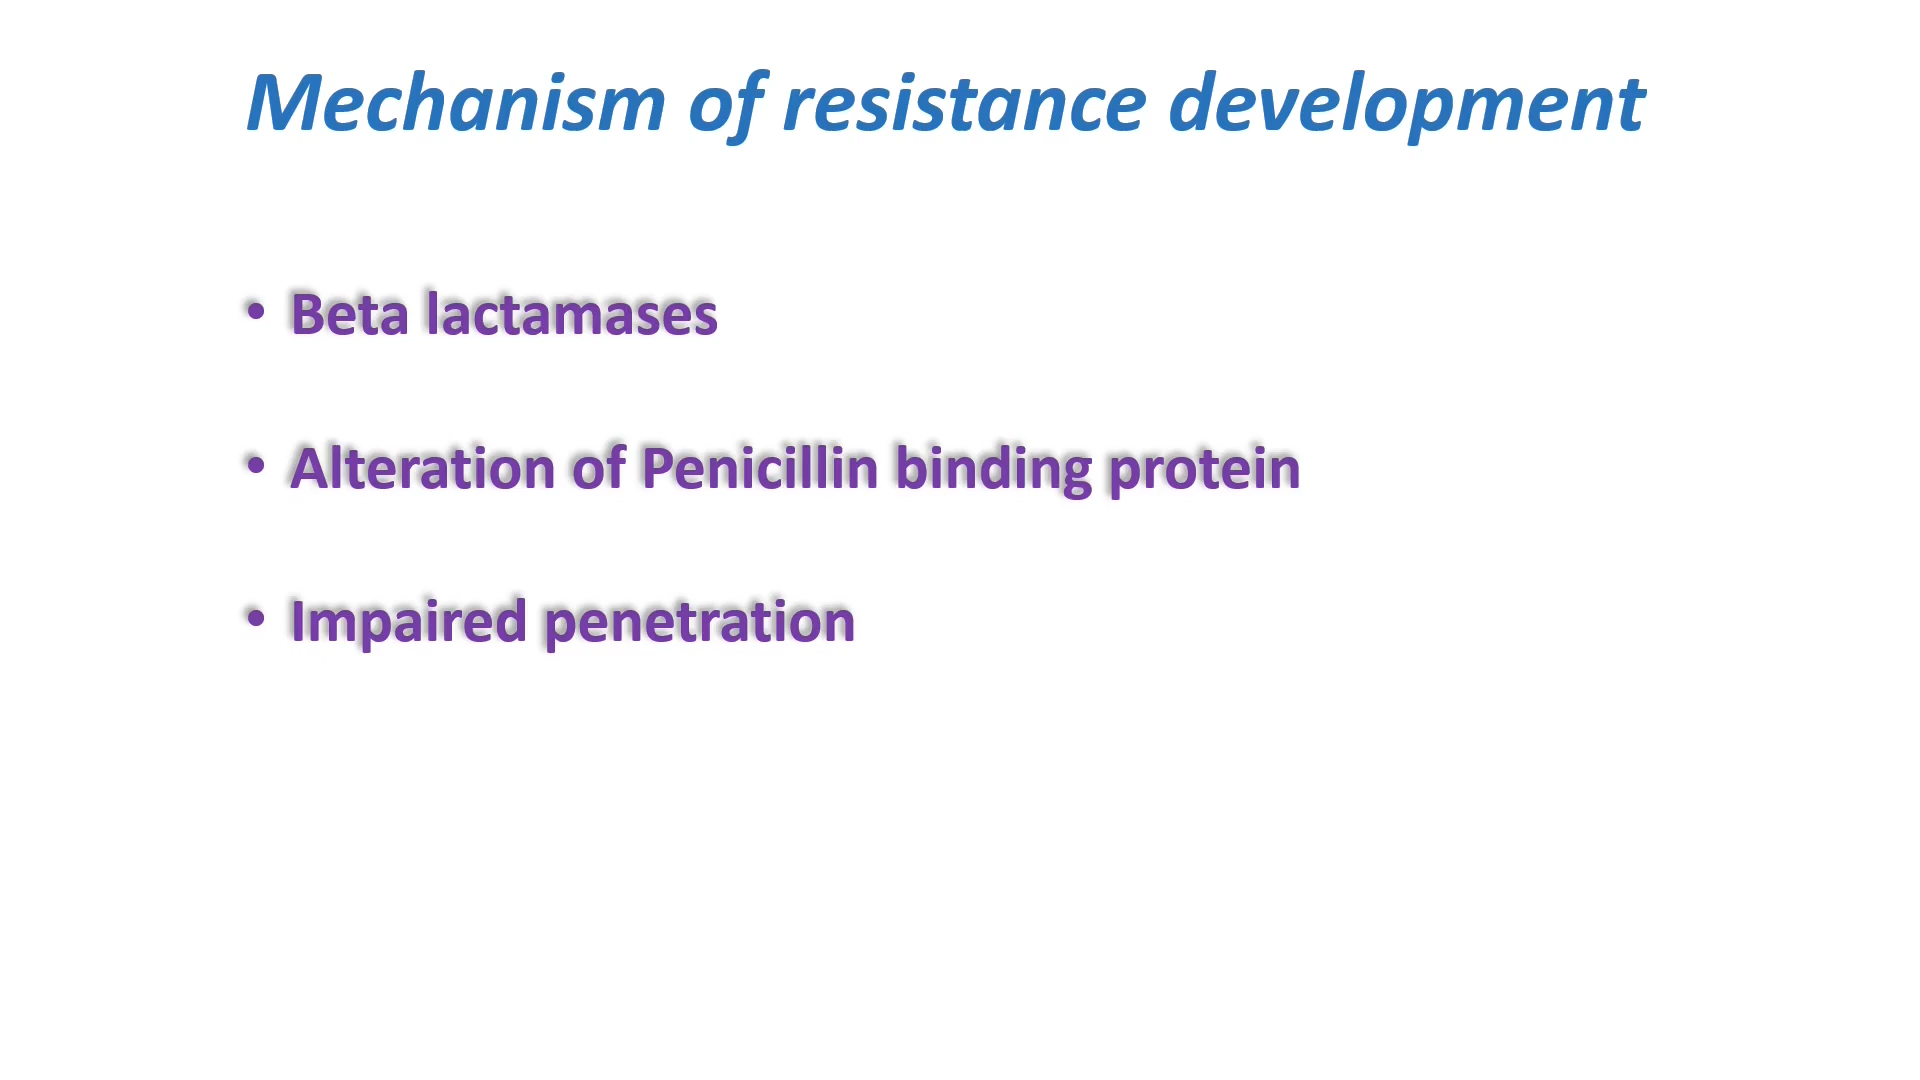 Mechanism of resistance development
• Beta lactamases
• Alteration of Penicillin binding protein
• Impaired penetration